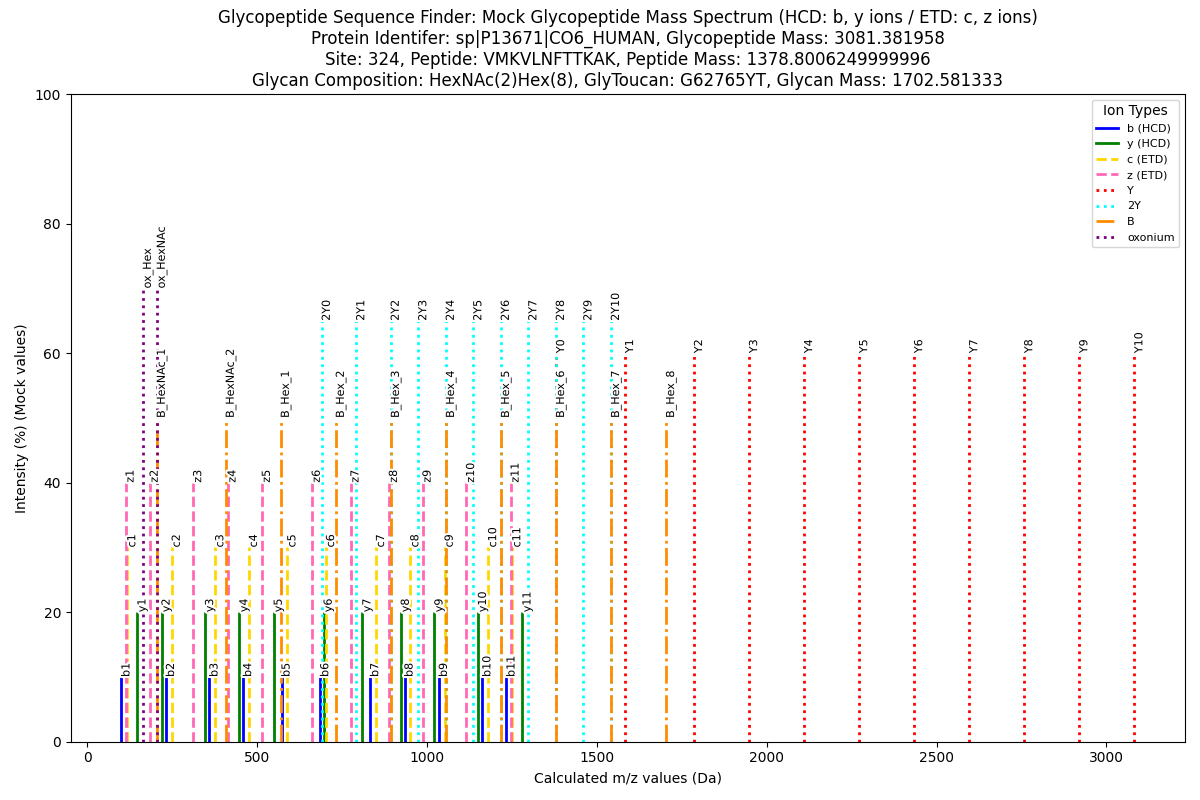 Glycopeptide Sequence Finder: Mock Glycopeptide Mass Spectrum (HCD: b, y ions / ETD: c, z ions)
Protein Identifer: sp|P13671|CO6_HUMAN, Glycopeptide Mass: 3081.381958
Site: 324, Peptide: VMKVLNFTTKAK, Peptide Mass: 1378.8006249999996
Glycan Composition: HexNAc(2)Hex(8), GlyToucan: G62765YT, Glycan Mass: 1702.581333
Ion Types
b (HCD)
y (HCD)
c (ETD)
z (ETD)
Y
2Y
B
oxonium
Intensity (%) (Mock values)
100
80
60
40
20
0
ox_Hex
ox_HexNAc
2Y0
2Y1
2Y2
2Y3
2Y4
2Y5
2Y6
2Y7
2Y8
2Y9
2Y10
Y0
Y1
Y2
Y3
Y4
Y5
Y6
Y7
Y8
Y9
Y10
B_HexNAc_1
B_HexNAc_2
B_Hex_1
B_Hex_2
B_Hex_3
B_Hex_4
B_Hex_5
B_Hex_6
B_Hex_7
B_Hex_8
z1
z2
z3
z4
z5
z6
z7
z8
z9
z10
z11
c1
c2
c3
c4
c5
c6
c7
c8
c9
c10
c11
y1
y2
y3
y4
y5
y6
y7
y8
y9
y10
y11
b1
b2
b3
b4
b5
b6
b7
b8
b9
b10
b11
0
500
1000
1500
2000
2500
3000
Calculated m/z values (Da)